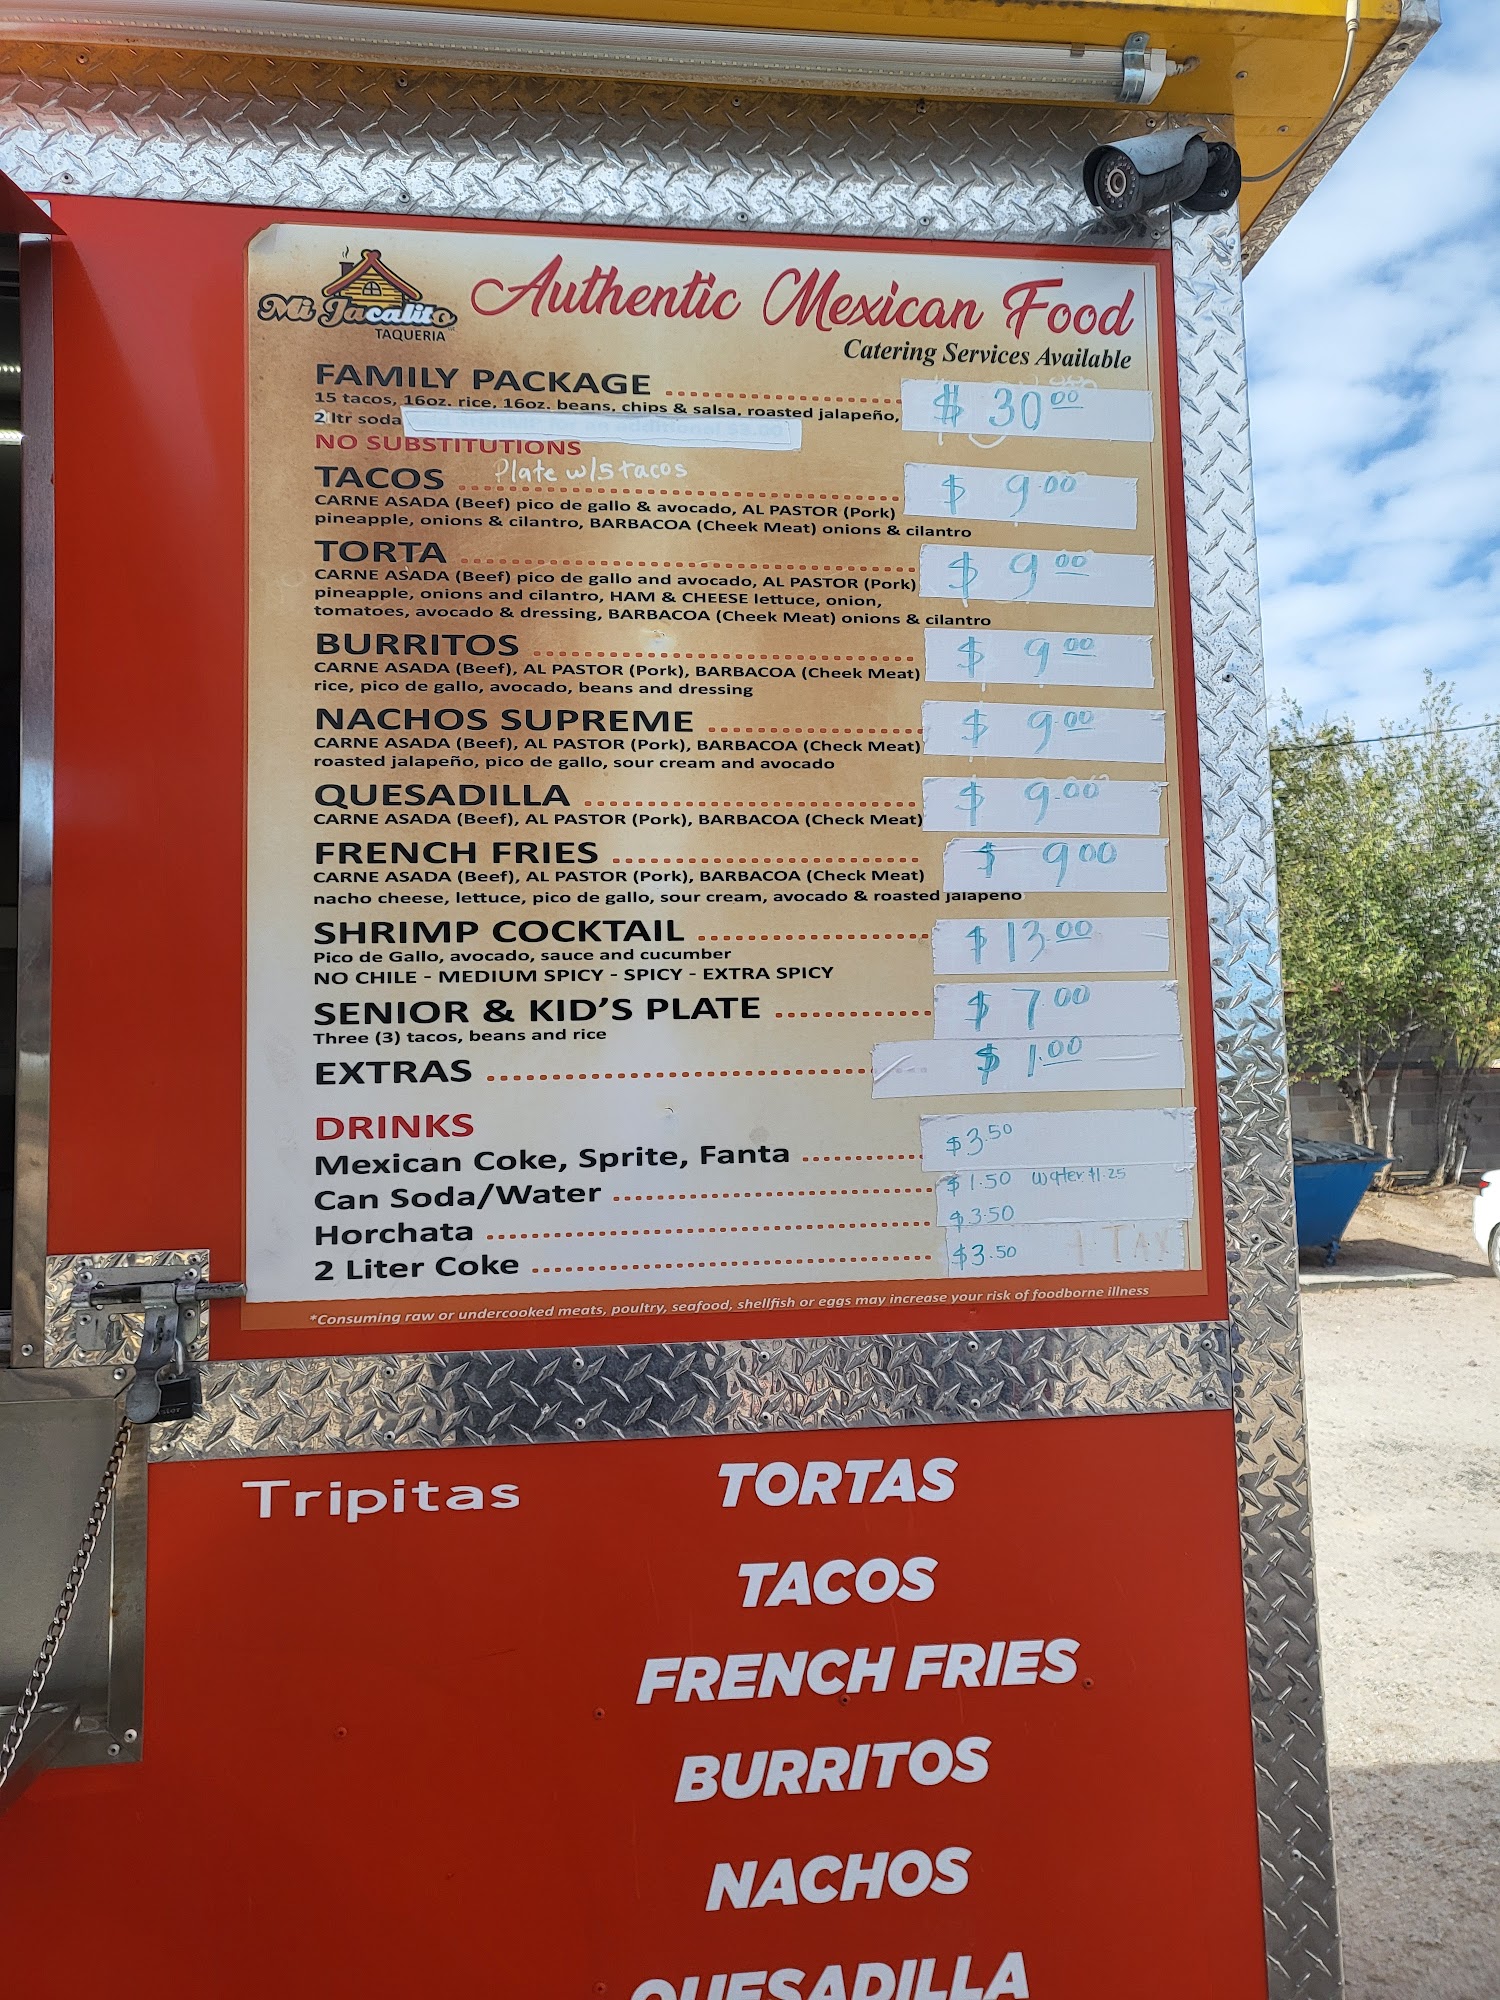 Mi Jacalito
TAQUERIA
Authentic Mexican Food
Catering Services Available
FAMILY PACKAGE $ 30.00
15 tacos, 16oz. rice, 16oz. beans, chips & salsa, roasted jalapeño,
2 ltr soda
NO SUBSTITUTIONS
Plate w/5 tacos
TACOS $ 9.00
CARNE ASADA (Beef) pico de gallo & avocado, AL PASTOR (Pork)
pineapple, onions & cilantro, BARBACOA (Cheek Meat) onions & cilantro
TORTA $ 9.00
CARNE ASADA (Beef) pico de gallo and avocado, AL PASTOR (Pork)
pineapple, onions and cilantro, HAM & CHEESE lettuce, onion,
tomatoes, avocado & dressing, BARBACOA (Cheek Meat) onions & cilantro
BURRITOS $ 9.00
CARNE ASADA (Beef), AL PASTOR (Pork), BARBACOA (Cheek Meat)
rice, pico de gallo, avocado, beans and dressing
NACHOS SUPREME $ 9.00
CARNE ASADA (Beef), AL PASTOR (Pork), BARBACOA (Check Meat)
roasted jalapeño, pico de gallo, sour cream and avocado
QUESADILLA $ 9.00
CARNE ASADA (Beef), AL PASTOR (Pork), BARBACOA (Check Meat)
FRENCH FRIES $ 9.00
CARNE ASADA (Beef), AL PASTOR (Pork), BARBACOA (Check Meat)
nacho cheese, lettuce, pico de gallo, sour cream, avocado & roasted jalapeño
SHRIMP COCKTAIL $ 13.00
Pico de Gallo, avocado, sauce and cucumber
NO CHILE - MEDIUM SPICY - SPICY - EXTRA SPICY
SENIOR & KID'S PLATE $ 7.00
Three (3) tacos, beans and rice
EXTRAS $ 1.00
DRINKS
Mexican Coke, Sprite, Fanta $3.50
Can Soda/Water $1.50 Water $1.25
Horchata $3.50
2 Liter Coke $3.50 + TAX
*Consuming raw or undercooked meats, poultry, seafood, shellfish or eggs may increase your risk of foodborne illness
Tripitas
TORTAS
TACOS
FRENCH FRIES
BURRITOS
NACHOS
QUESADILLA